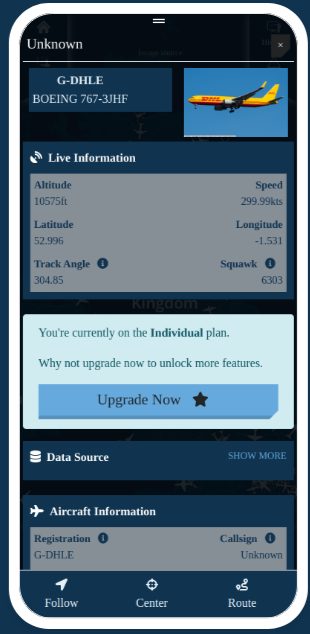 Unknown
×
G-DHLE
BOEING 767-3JHF
Live Information
Altitude Speed
10575ft 299.99kts
Latitude Longitude
52.996 -1.531
Track Angle Squawk
304.85 6303
Kingdom
You're currently on the Individual plan.
Why not upgrade now to unlock more features.
Upgrade Now
Data Source SHOW MORE
Aircraft Information
Registration Callsign
G-DHLE Unknown
Follow Center Route